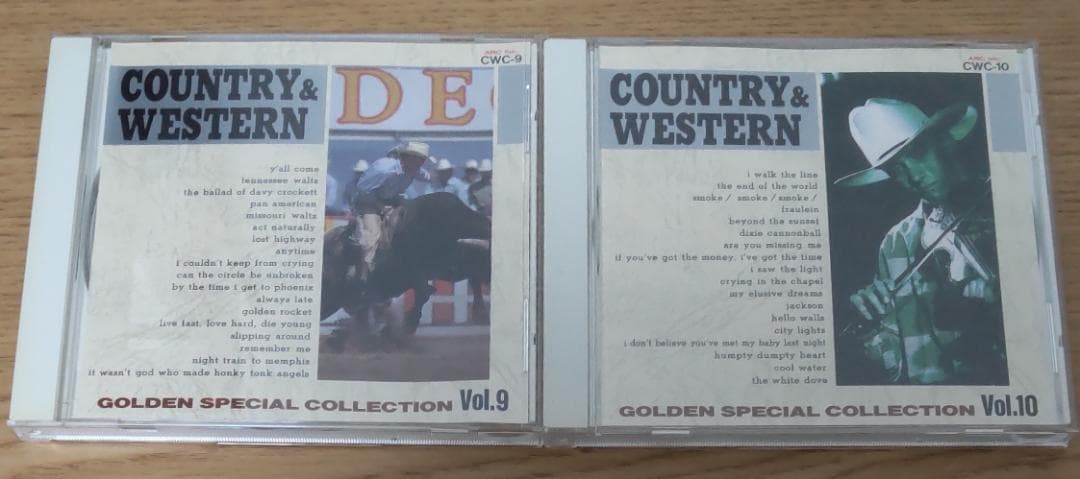 CWC-9
COUNTRY &
WESTERN
DE
y'all come
tennessee waltz
the ballad of davy crockett
pan american
missouri waltz
act naturally
lost highway
anytime
i couldn't keep from crying
can the circle be unbroken
by the time i get to phoenix
always late
golden rocket
live fast, love hard, die young
slipping around
remember me
night train to memphis
it wasn't god who made honky tonk angels
GOLDEN SPECIAL COLLECTION Vol.9
CWC-10
COUNTRY &
WESTERN
i walk the line
the end of the world
smoke / smoke / smoke /
fraulein
beyond the sunset
dixie cannonball
are you missing me
if you've got the money, i've got the time
i saw the light
crying in the chapel
my elusive dreams
jackson
hello walls
city lights
i don't believe you've met my baby last night
humpty dumpty heart
cool water
the white dove
GOLDEN SPECIAL COLLECTION Vol.10